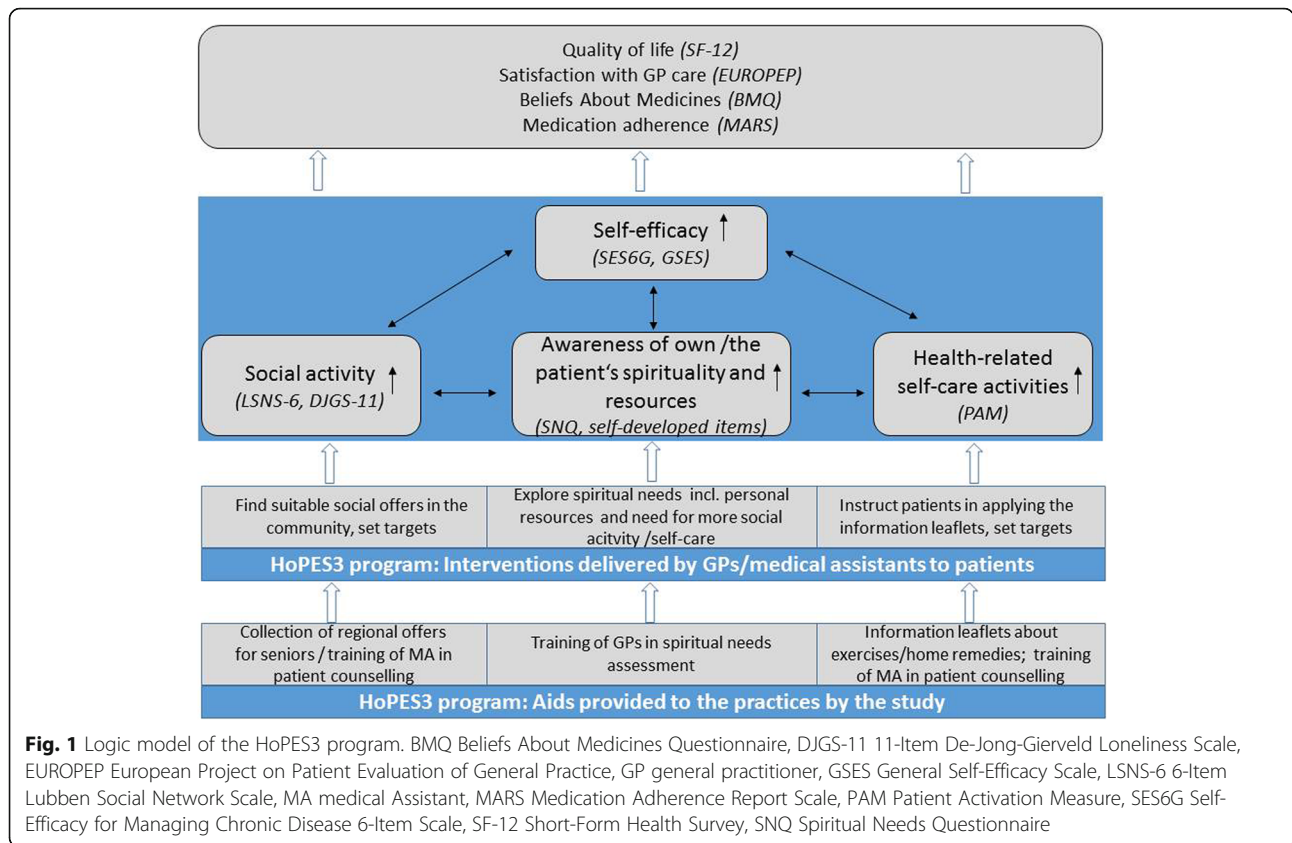 Quality of life (SF-12)
Satisfaction with GP care (EUROPEP)
Beliefs About Medicines (BMQ)
Medication adherence (MARS)
Self-efficacy
(SES6G, GSES)
Social activity
(LSNS-6, DJGS-11)
Awareness of own /the
patient‘s spirituality and
resources
(SNQ, self-developed items)
Health-related
self-care activities
(PAM)
Find suitable social offers in the
community, set targets
Explore spiritual needs incl. personal
resources and need for more social
acitvity /self-care
Instruct patients in applying the
information leaflets, set targets
HoPES3 program: Interventions delivered by GPs/medical assistants to patients
Collection of regional offers
for seniors / training of MA in
patient counselling
Training of GPs in spiritual needs
assessment
Information leaflets about
exercises/home remedies; training
of MA in patient counselling
HoPES3 program: Aids provided to the practices by the study
Fig. 1 Logic model of the HoPES3 program. BMQ Beliefs About Medicines Questionnaire, DJGS-11 11-Item De-Jong-Gierveld Loneliness Scale,
EUROPEP European Project on Patient Evaluation of General Practice, GP general practitioner, GSES General Self-Efficacy Scale, LSNS-6 6-Item
Lubben Social Network Scale, MA medical Assistant, MARS Medication Adherence Report Scale, PAM Patient Activation Measure, SES6G Self-
Efficacy for Managing Chronic Disease 6-Item Scale, SF-12 Short-Form Health Survey, SNQ Spiritual Needs Questionnaire